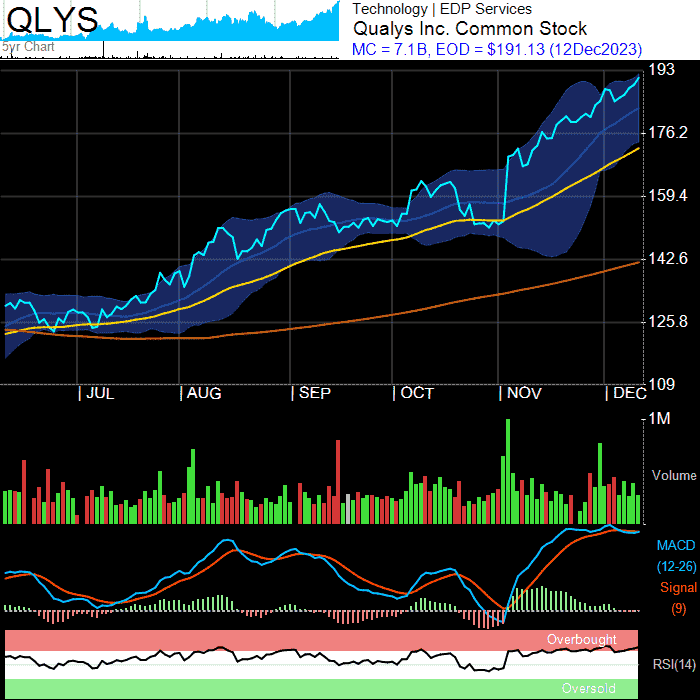 QLYS
5yr Chart
Technology | EDP Services
Qualys Inc. Common Stock
MC = 7.1B, EOD = $191.13 (12Dec2023)
193
176.2
159.4
142.6
125.8
109
| JUL | AUG | SEP | OCT | NOV | DEC
1M
Volume
MACD
(12-26)
Signal
(9)
Overbought
RSI(14)
Oversold